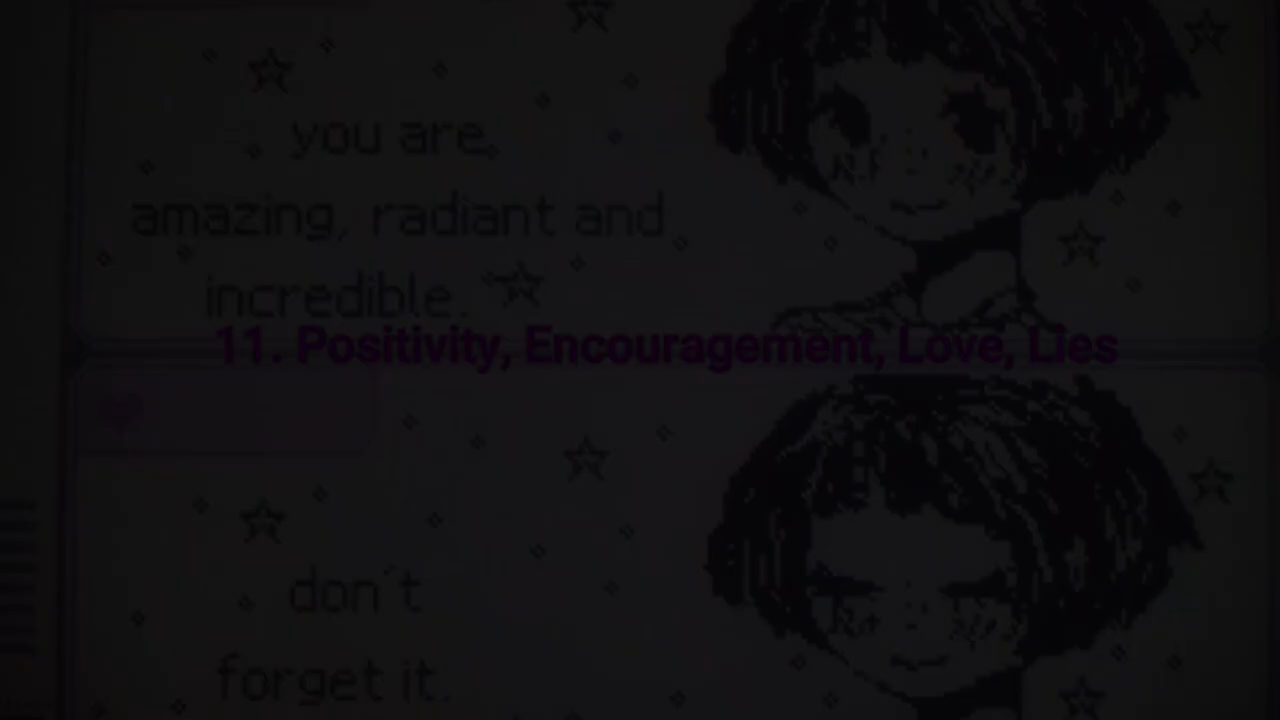 you are
amazing, radiant and
incredible.
11. Positivity, Encouragement, Love, Lies
don't
forget it.